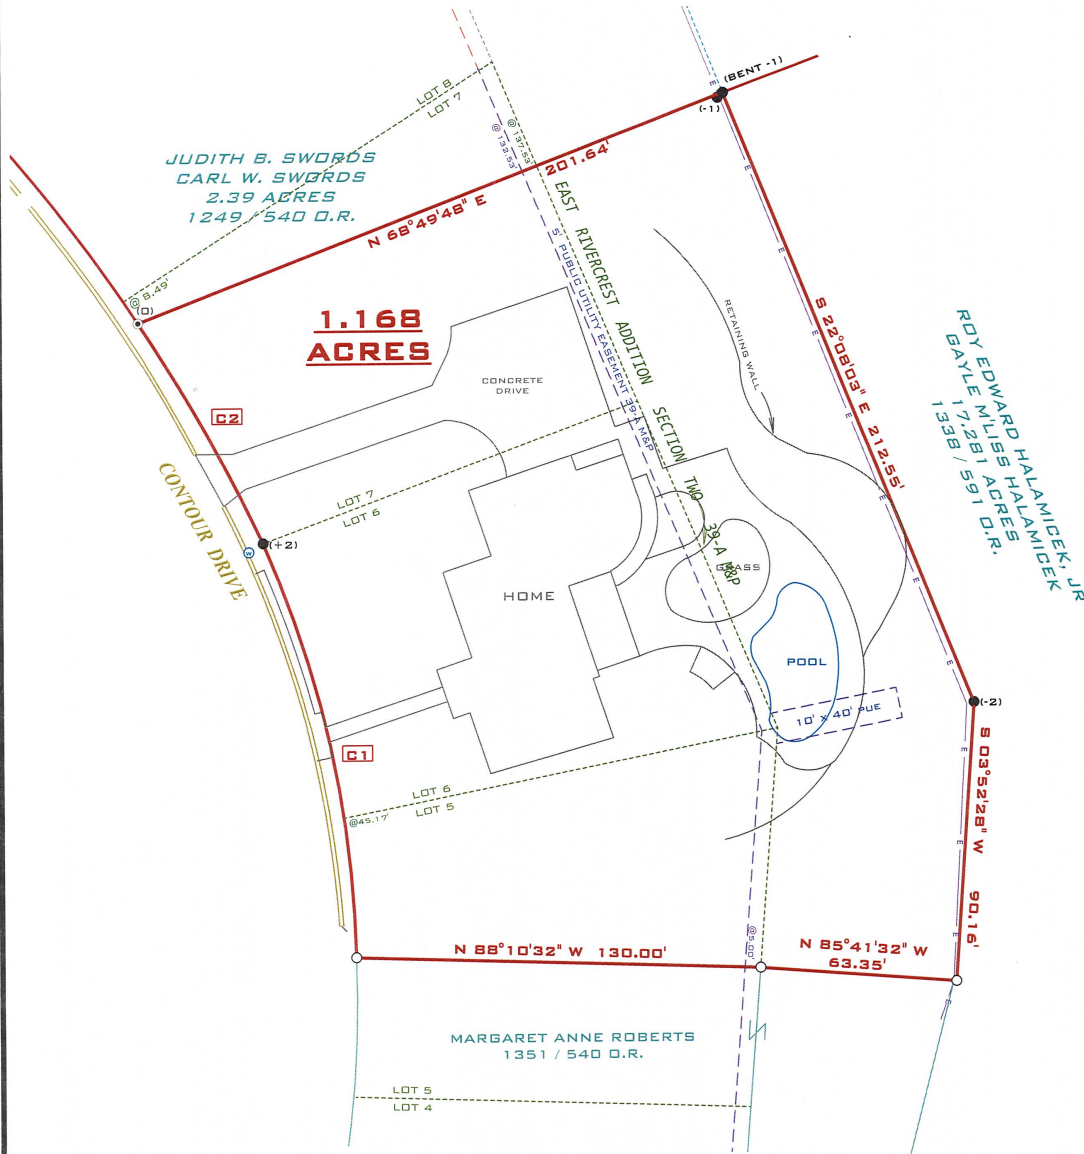 (BENT -1)
(-1)
LOT 8
LOT 7
@ 132.53'
@ 137.53'
201.64'
N 68°49'48" E
JUDITH B. SWORDS
CARL W. SWORDS
2.39 ACRES
1249 / 540 O.R.
@ 8.49'
(0)
1.168
ACRES
EAST RIVERCREST ADDITION SECTION TWO 39-A M&P
5' PUBLIC UTILITY EASEMENT 39-A M&P
RETAINING WALL
S 22°08'03" E 212.55'
ROY EDWARD HALAMICEK, JR
GAYLE M'LISS HALAMICEK
17.281 ACRES
1338 / 591 O.R.
CONCRETE
DRIVE
C2
CONTOUR DRIVE
LOT 7
LOT 6
(+2)
W
HOME
GRASS
POOL
10' X 40' PUE
(-2)
C1
LOT 6
LOT 5
@45.17'
S 03°52'28" W 90.16'
@5.00'
N 88°10'32" W 130.00'
N 85°41'32" W
63.35'
MARGARET ANNE ROBERTS
1351 / 540 O.R.
LOT 5
LOT 4
E
E
E
E
E
E
E
E
E
E
E